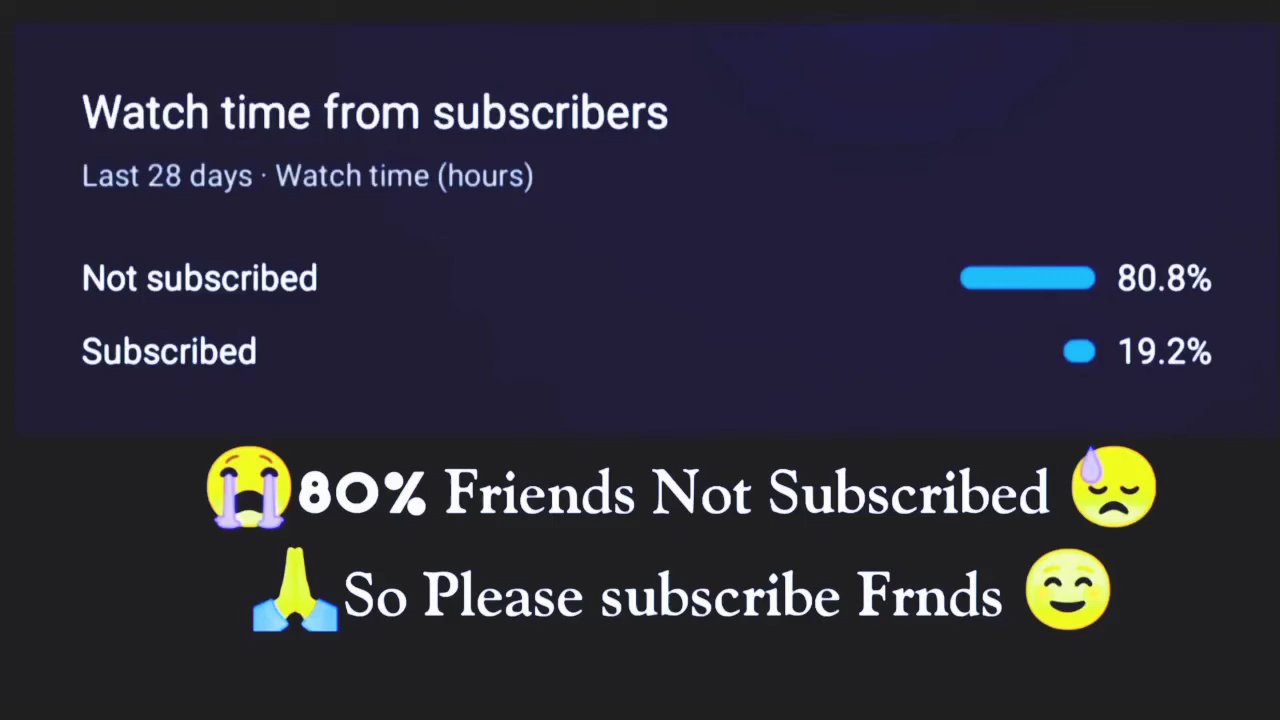 Watch time from subscribers
Last 28 days · Watch time (hours)
Not subscribed 80.8%
Subscribed 19.2%
😭80% Friends Not Subscribed 😓
🙏So Please subscribe Frnds ☺️